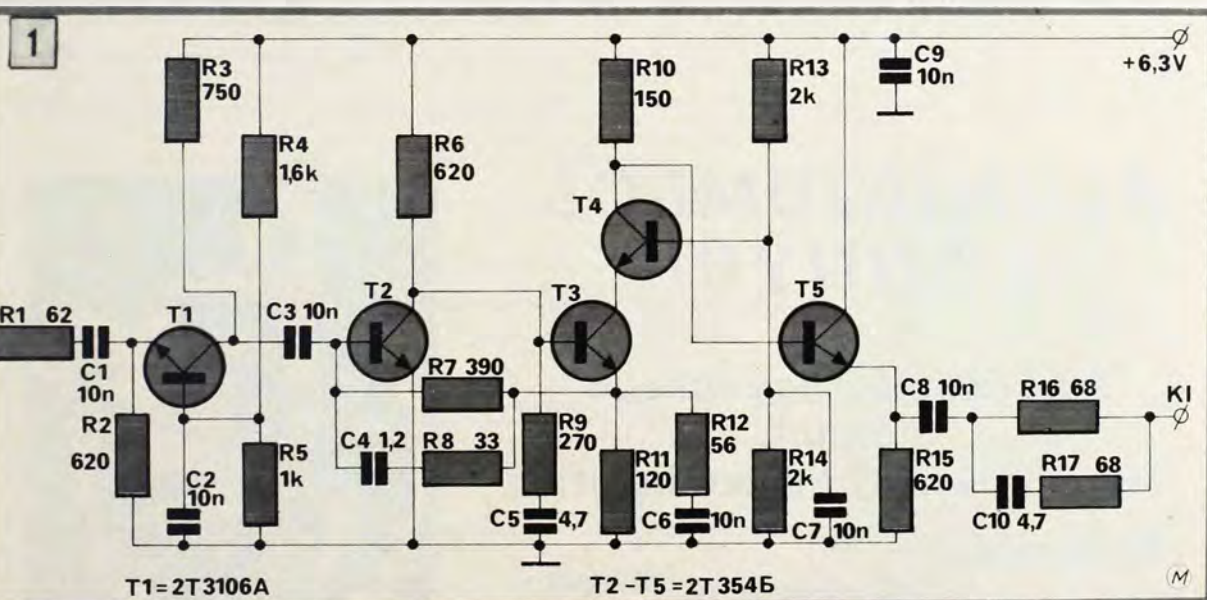 1
R3
750
R4
1,6k
R6
620
R10
150
R13
2k
C9
10n
+6,3V
T4
R1 62
T1
C3 10n
T2
T3
T5
C1
10n
R7 390
C8 10n
R16 68
K1
R2
620
C4 1,2
R8 33
R9
270
R12
56
R5
1k
C2
10n
R11
120
R14
2k
R15
620
R17 68
C5 4,7
C6 10n
C7 10n
C10 4,7
T1=2T3106A
T2-T5=2T354Б
M